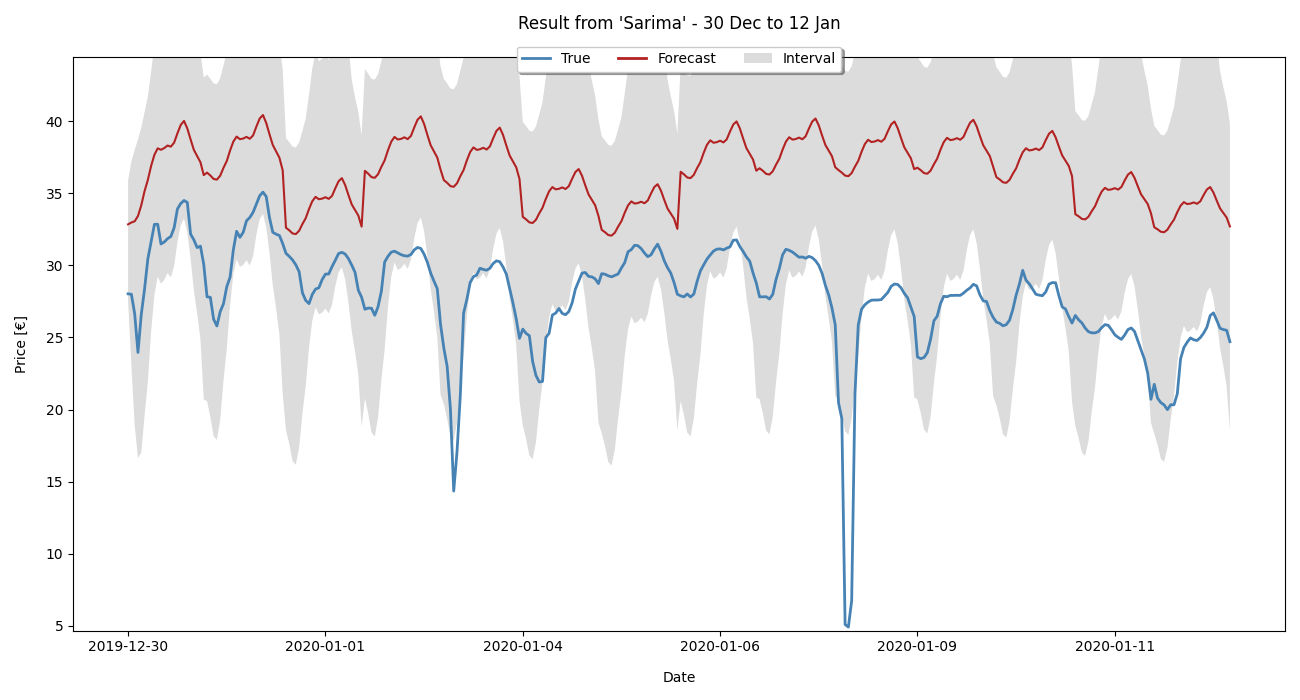 Result from 'Sarima' - 30 Dec to 12 Jan
True Forecast Interval
Price [€]
40
35
30
25
20
15
10
5
2019-12-30 2020-01-01 2020-01-04 2020-01-06 2020-01-09 2020-01-11
Date